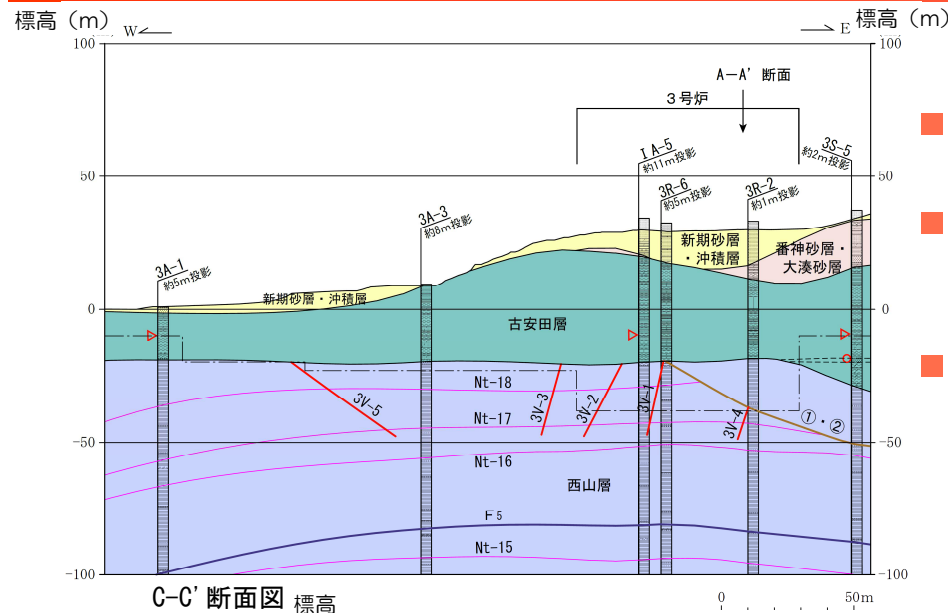 標高（m）
標高（m）
W
E
100
100
A－A’断面
３号炉
ⅠA-5
約11m投影
3S-5
約2m投影
50
50
3R-6
約5m投影
3R-2
約1m投影
3A-3
約8m投影
新期砂層
・沖積層
番神砂層・
大湊砂層
3A-1
約5m投影
新期砂層・沖積層
0
0
古安田層
Nt-18
3V-5
3V-3
3V-2
3V-1
3V-4
①・②
Nt-17
-50
-50
Nt-16
西山層
F5
Nt-15
-100
-100
C-C’断面図
標高
0
50m